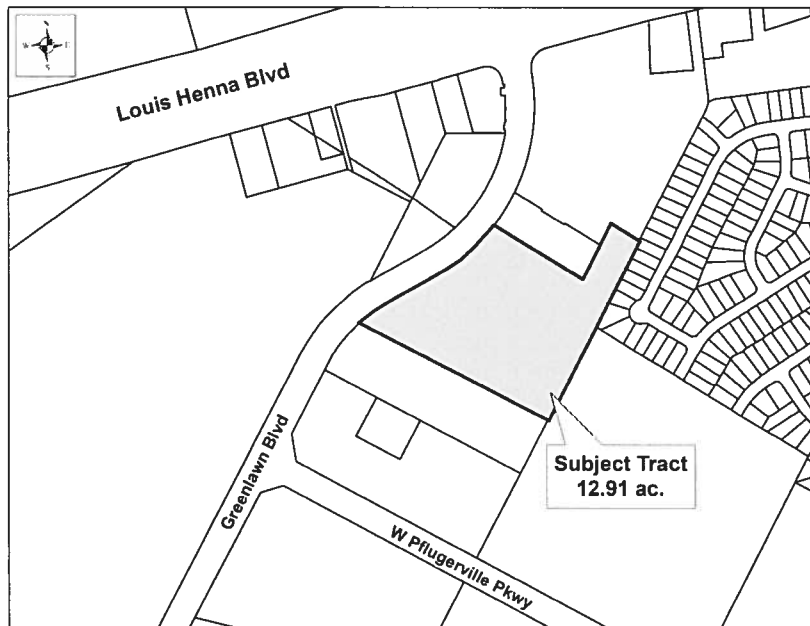 N
W E
S
Louis Henna Blvd
Greenlawn Blvd
Subject Tract
12.91 ac.
W Pflugerville Pkwy